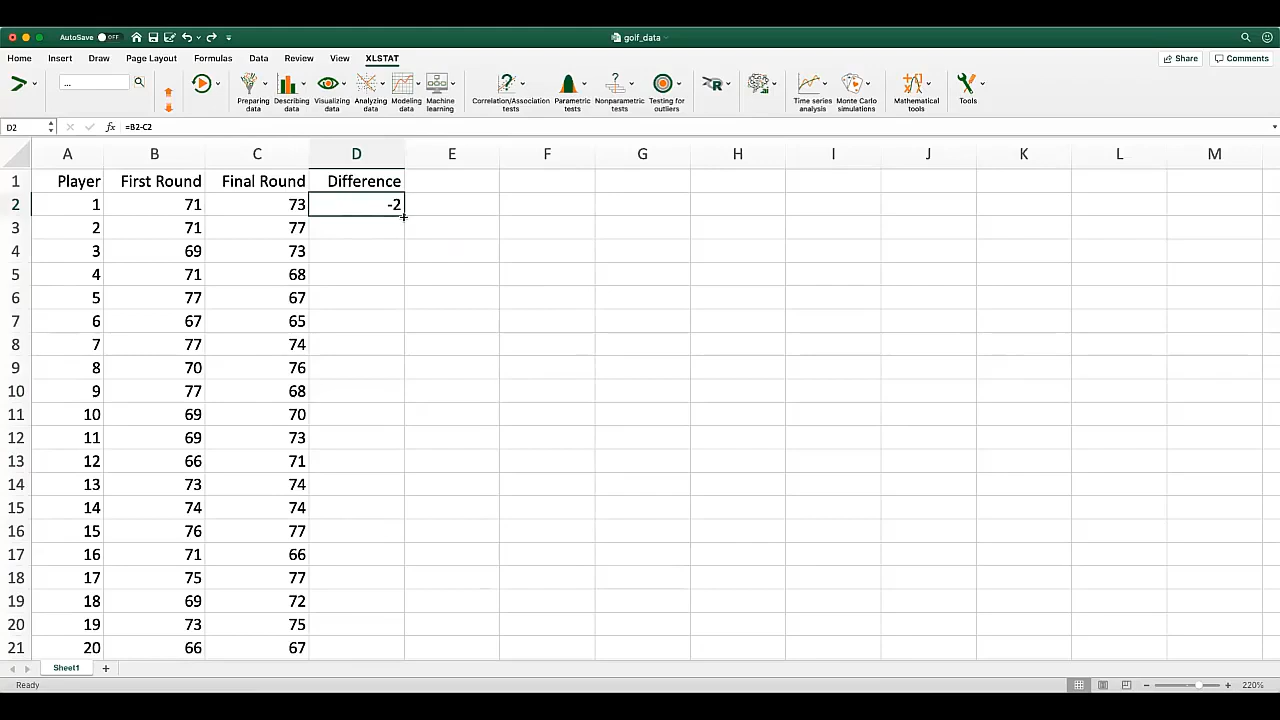 AutoSave OFF golf_data
Home Insert Draw Page Layout Formulas Data Review View XLSTAT Share Comments
...
Preparing data Describing data Visualizing data Analyzing data Modeling data Machine learning Correlation/Association tests Parametric tests Nonparametric tests Testing for outliers R Time series analysis Monte Carlo simulations Mathematical tools Tools
D2 fx =B2-C2
A B C D E F G H I J K L M
1 Player First Round Final Round Difference
2 1 71 73 -2
3 2 71 77
4 3 69 73
5 4 71 68
6 5 77 67
7 6 67 65
8 7 77 74
9 8 70 76
10 9 77 68
11 10 69 70
12 11 69 73
13 12 66 71
14 13 73 74
15 14 74 74
16 15 76 77
17 16 71 66
18 17 75 77
19 18 69 72
20 19 73 75
21 20 66 67
Sheet1
Ready 220%